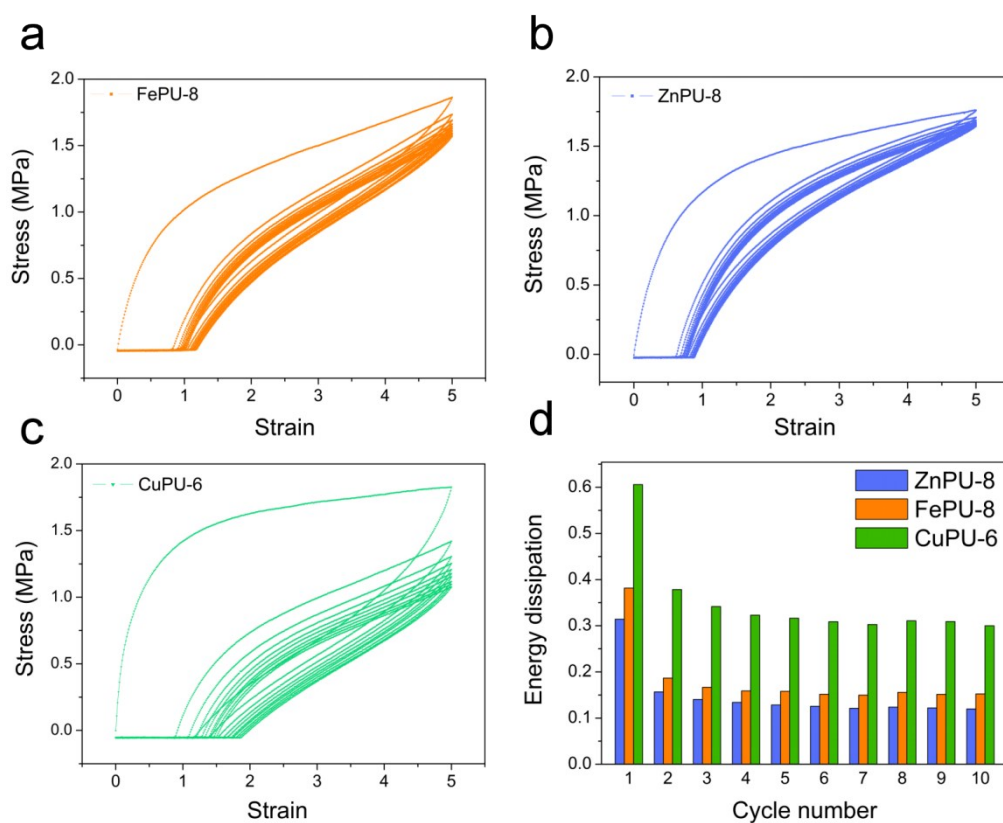 a
FePU-8
Stress (MPa)
2.0
1.5
1.0
0.5
0.0
0 1 2 3 4 5
Strain
b
ZnPU-8
Stress (MPa)
2.0
1.5
1.0
0.5
0.0
0 1 2 3 4 5
Strain
c
CuPU-6
Stress (MPa)
2.0
1.5
1.0
0.5
0.0
0 1 2 3 4 5
Strain
d
ZnPU-8
FePU-8
CuPU-6
Energy dissipation
0.6
0.5
0.4
0.3
0.2
0.1
0.0
1 2 3 4 5 6 7 8 9 10
Cycle number